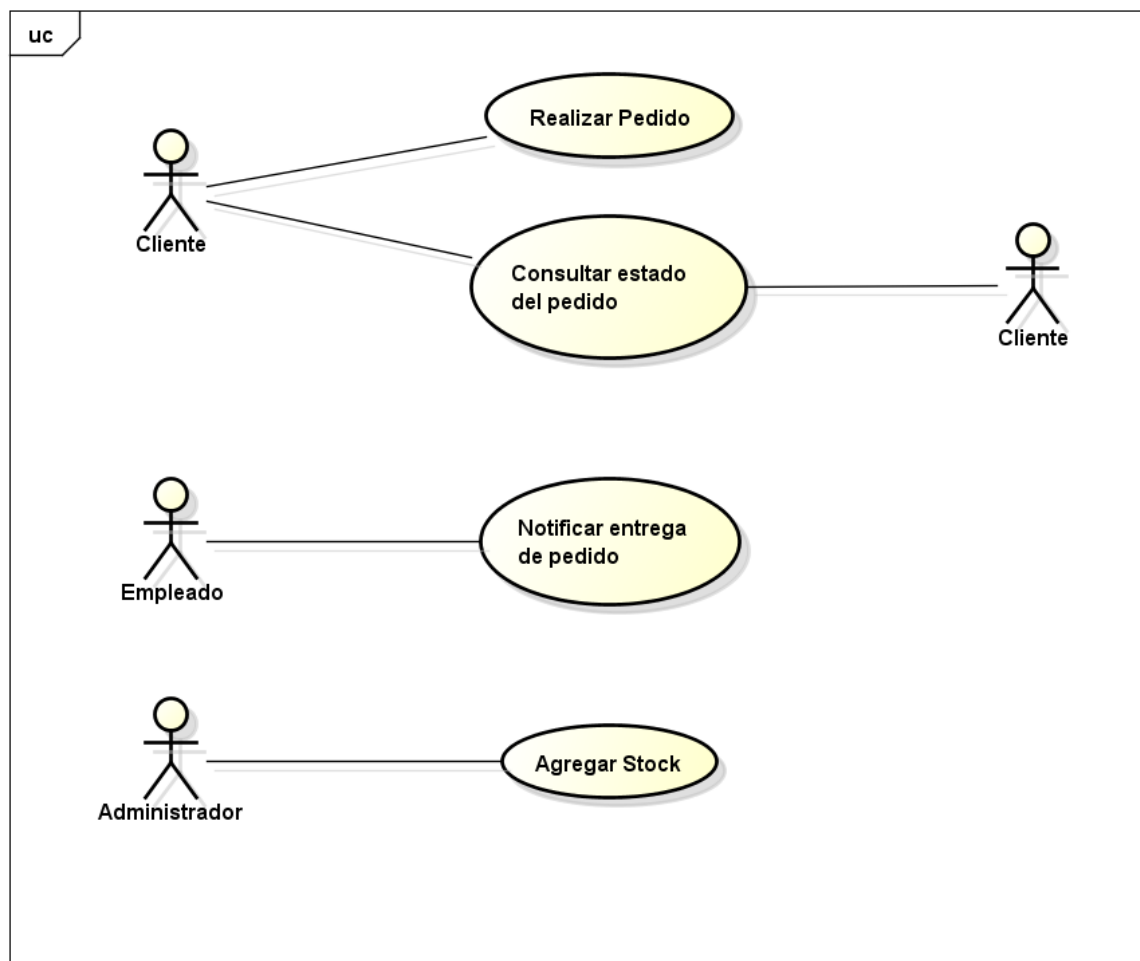 uc
Realizar Pedido
Cliente
Consultar estado
del pedido
Cliente
Notificar entrega
de pedido
Empleado
Agregar Stock
Administrador